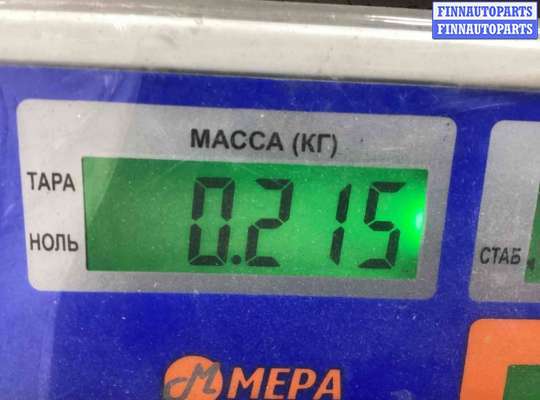 FINNAUTOPARTS
FINNAUTOPARTS
МАССА (КГ)
ТАРА
0.215
НОЛЬ
СТАБ
М МЕРА